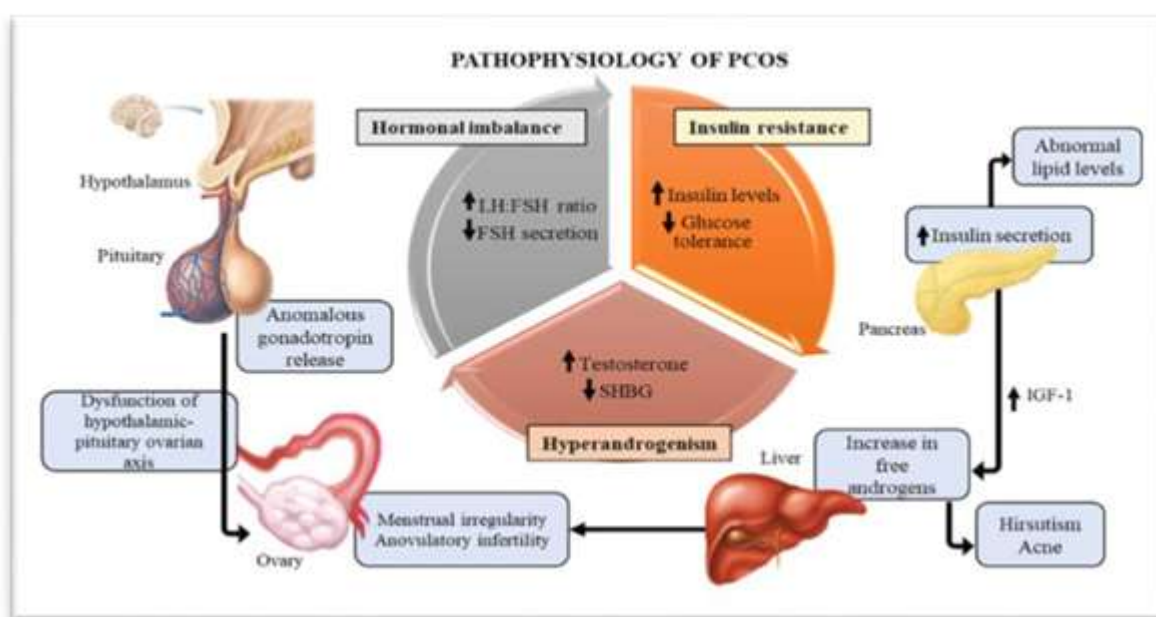 PATHOPHYSIOLOGY OF PCOS
Hormonal imbalance
↑ LH:FSH ratio
↓ FSH secretion
Insulin resistance
↑ Insulin levels
↓ Glucose
tolerance
↑ Testosterone
↓ SHBG
Hyperandrogenism
Hypothalamus
Pituitary
Anomalous
gonadotropin
release
Dysfunction of
hypothalamic-
pituitary ovarian
axis
Ovary
Menstrual irregularity
Anovulatory infertility
Abnormal
lipid levels
↑ Insulin secretion
Pancreas
↑ IGF-1
Liver
Increase in
free
androgens
Hirsutism
Acne